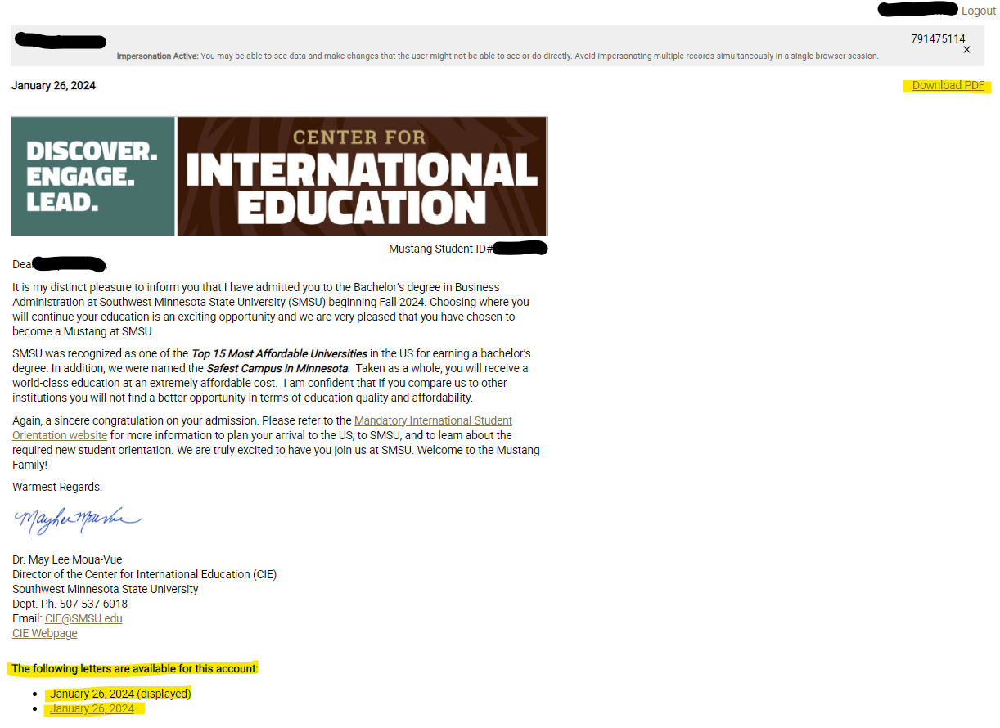 Logout
791475114
Impersonation Active: You may be able to see data and make changes that the user might not be able to see or do directly. Avoid impersonating multiple records simultaneously in a single browser session.
×
January 26, 2024
Download PDF
DISCOVER.
ENGAGE.
LEAD.
CENTER FOR
INTERNATIONAL
EDUCATION
Mustang Student ID#
Dear
It is my distinct pleasure to inform you that I have admitted you to the Bachelor's degree in Business
Administration at Southwest Minnesota State University (SMSU) beginning Fall 2024. Choosing where you
will continue your education is an exciting opportunity and we are very pleased that you have chosen to
become a Mustang at SMSU.
SMSU was recognized as one of the Top 15 Most Affordable Universities in the US for earning a bachelor's
degree. In addition, we were named the Safest Campus in Minnesota. Taken as a whole, you will receive a
world-class education at an extremely affordable cost. I am confident that if you compare us to other
institutions you will not find a better opportunity in terms of education quality and affordability.
Again, a sincere congratulation on your admission. Please refer to the Mandatory International Student
Orientation website for more information to plan your arrival to the US, to SMSU, and to learn about the
required new student orientation. We are truly excited to have you join us at SMSU. Welcome to the Mustang
Family!
Warmest Regards.
Dr. May Lee Moua-Vue
Director of the Center for International Education (CIE)
Southwest Minnesota State University
Dept. Ph. 507-537-6018
Email: CIE@SMSU.edu
CIE Webpage
The following letters are available for this account:
• January 26, 2024 (displayed)
• January 26, 2024